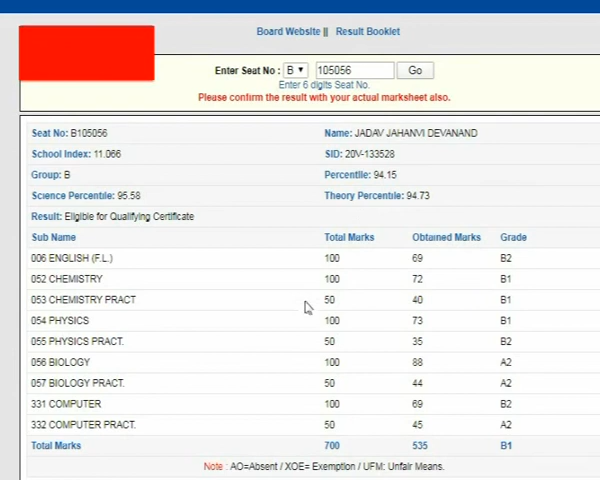 Board Website || Result Booklet
Enter Seat No : B 105056 Go
Enter 6 digits Seat No.
Please confirm the result with your actual marksheet also.
Seat No: B105056 Name: JADAV JAHANVI DEVANAND
School Index: 11.066 SID: 20V-133528
Group: B Percentile: 94.15
Science Percentile: 95.58 Theory Percentile: 94.73
Result: Eligible for Qualifying Certificate
Sub Name Total Marks Obtained Marks Grade
006 ENGLISH (F.L.) 100 69 B2
052 CHEMISTRY 100 72 B1
053 CHEMISTRY PRACT 50 40 B1
054 PHYSICS 100 73 B1
055 PHYSICS PRACT. 50 35 B2
056 BIOLOGY 100 88 A2
057 BIOLOGY PRACT. 50 44 A2
331 COMPUTER 100 69 B2
332 COMPUTER PRACT. 50 45 A2
Total Marks 700 535 B1
Note : AO=Absent / XOE= Exemption / UFM: Unfair Means.